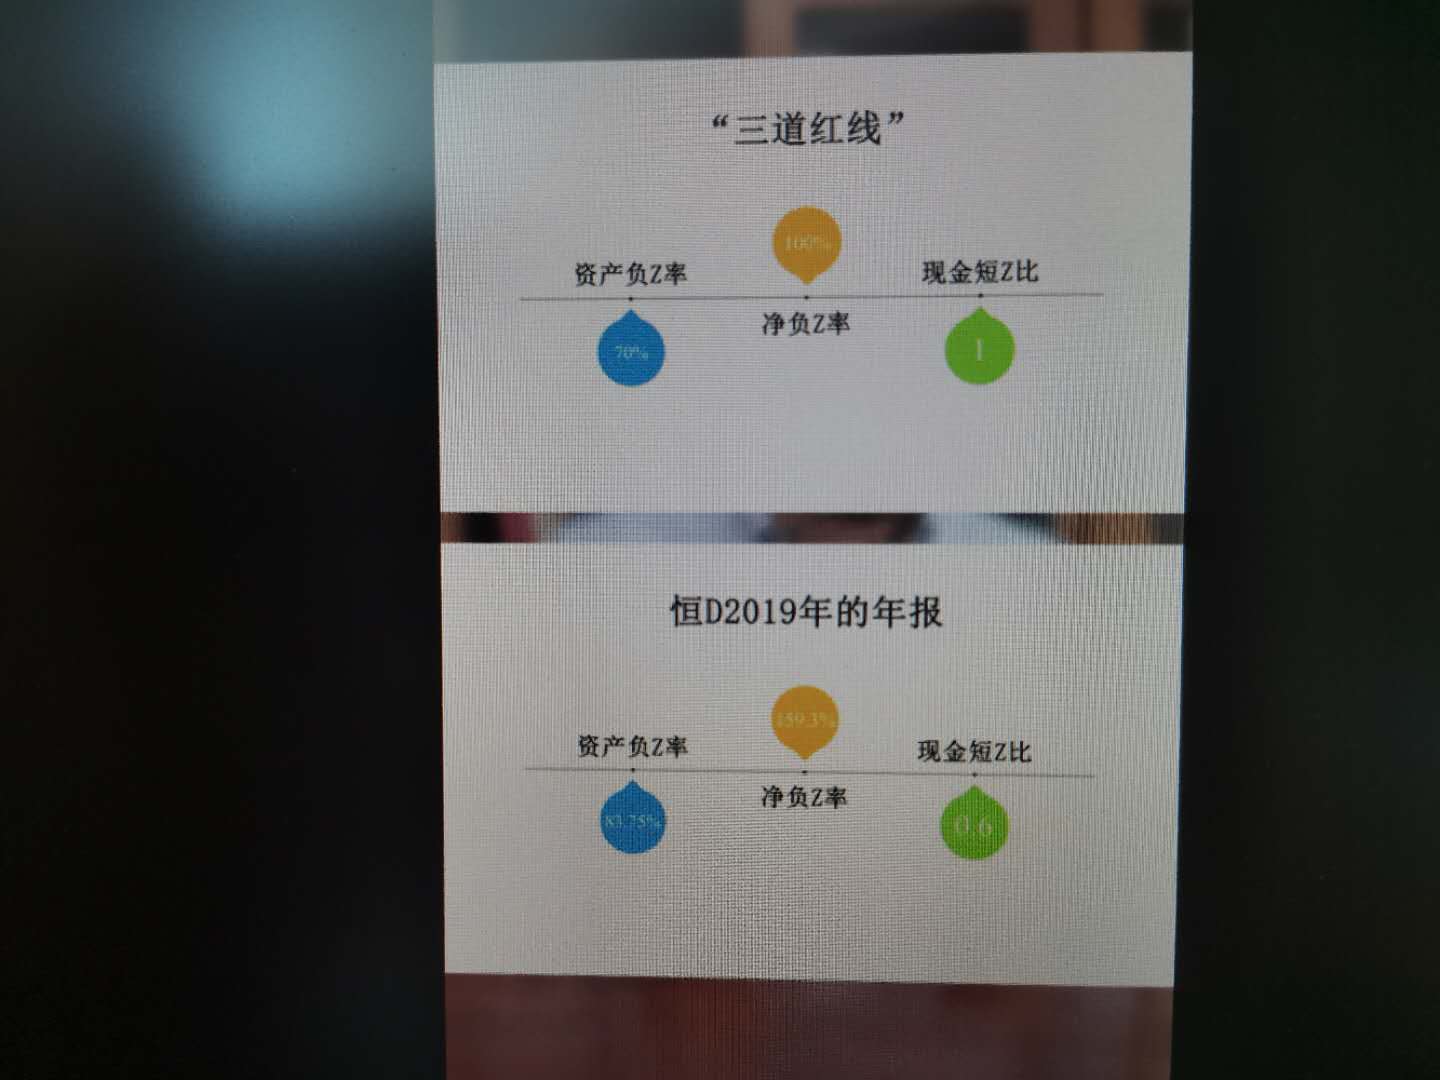 “三道红线”
100%
资产负Z率
现金短Z比
净负Z率
70%
1
恒D2019年的年报
159.3%
资产负Z率
现金短Z比
净负Z率
83.75%
0.6